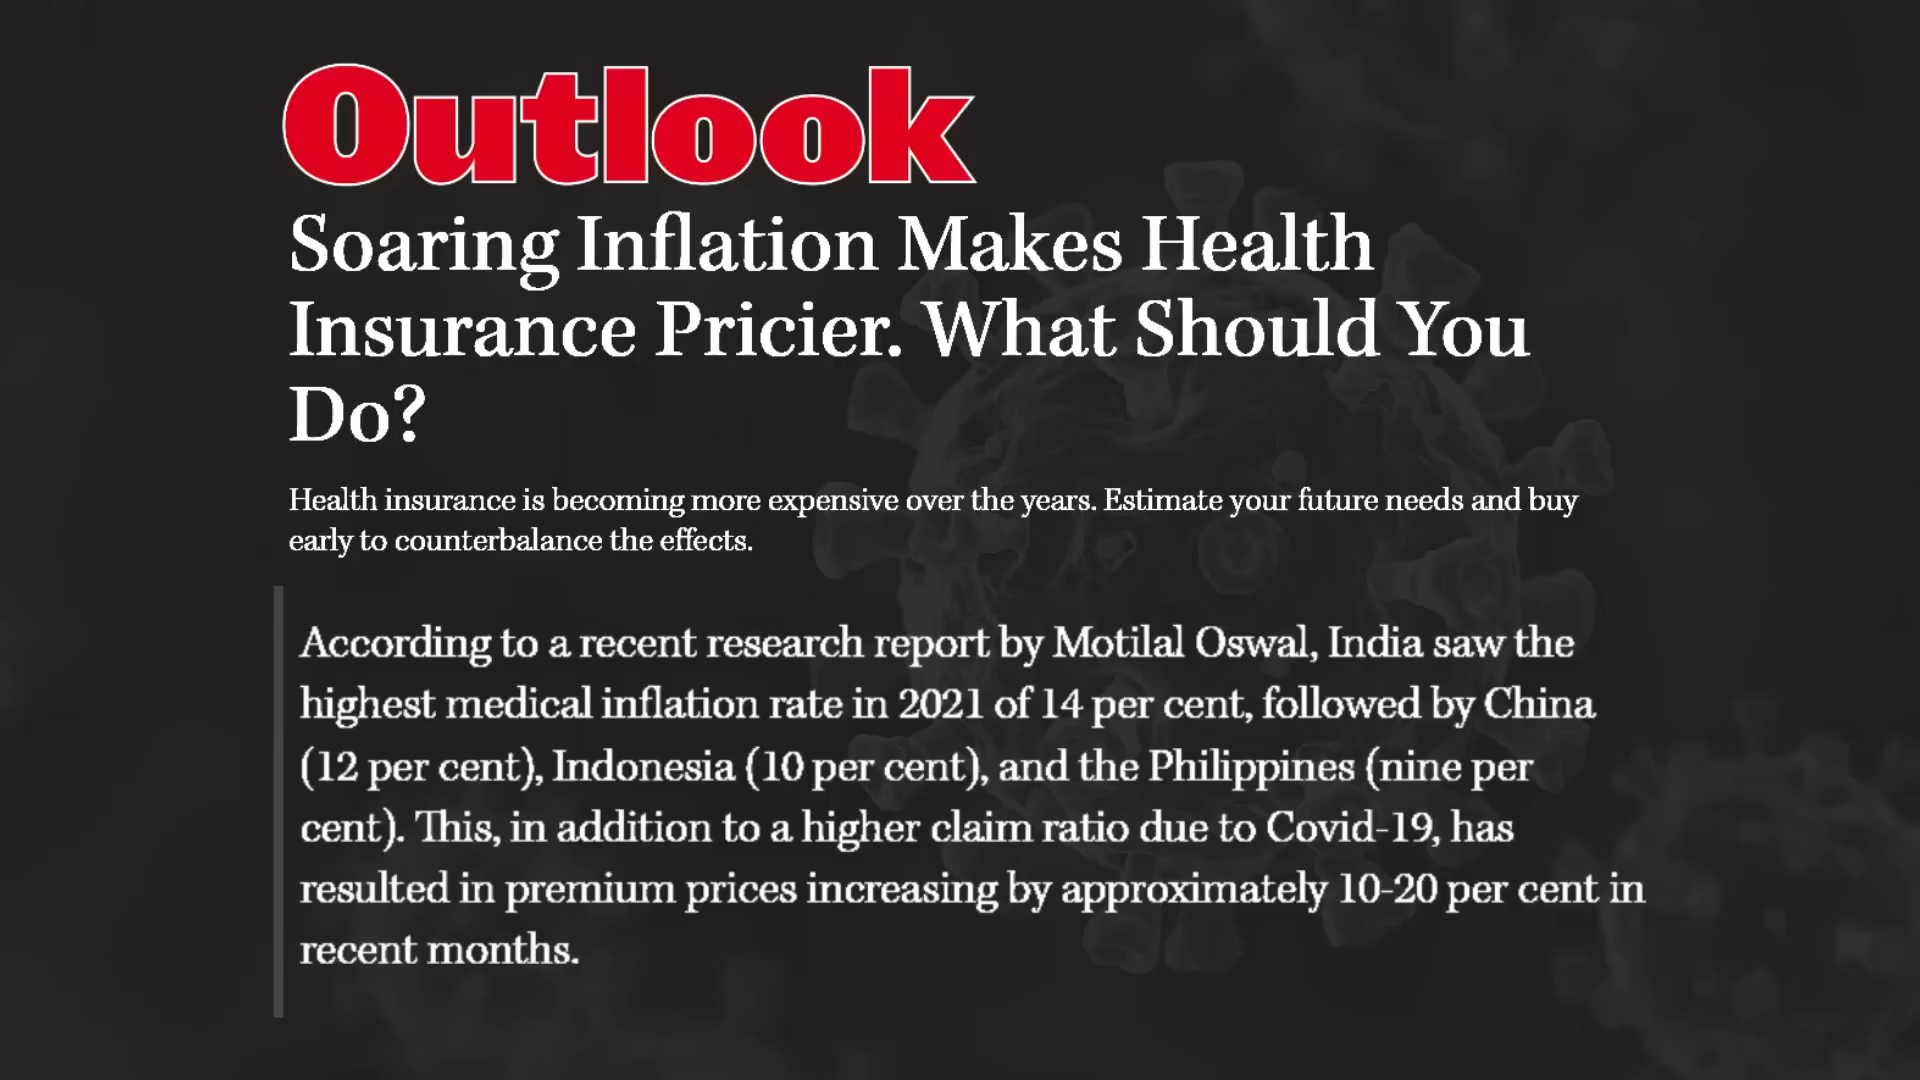 Outlook
Soaring Inflation Makes Health
Insurance Pricier. What Should You
Do?
Health insurance is becoming more expensive over the years. Estimate your future needs and buy
early to counterbalance the effects.
According to a recent research report by Motilal Oswal, India saw the
highest medical inflation rate in 2021 of 14 per cent, followed by China
(12 per cent), Indonesia (10 per cent), and the Philippines (nine per
cent). This, in addition to a higher claim ratio due to Covid-19, has
resulted in premium prices increasing by approximately 10-20 per cent in
recent months.